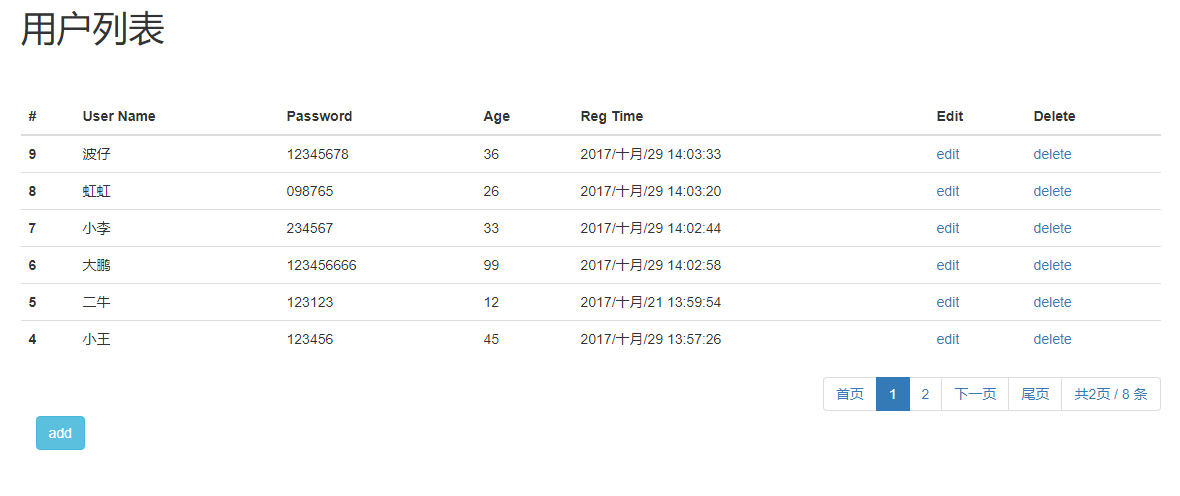 用户列表
# User Name Password Age Reg Time Edit Delete
9 波仔 12345678 36 2017/十月/29 14:03:33 edit delete
8 虹虹 098765 26 2017/十月/29 14:03:20 edit delete
7 小李 234567 33 2017/十月/29 14:02:44 edit delete
6 大鹏 123456666 99 2017/十月/29 14:02:58 edit delete
5 二牛 123123 12 2017/十月/21 13:59:54 edit delete
4 小王 123456 45 2017/十月/29 13:57:26 edit delete
首页 1 2 下一页 尾页 共2页 / 8 条
add